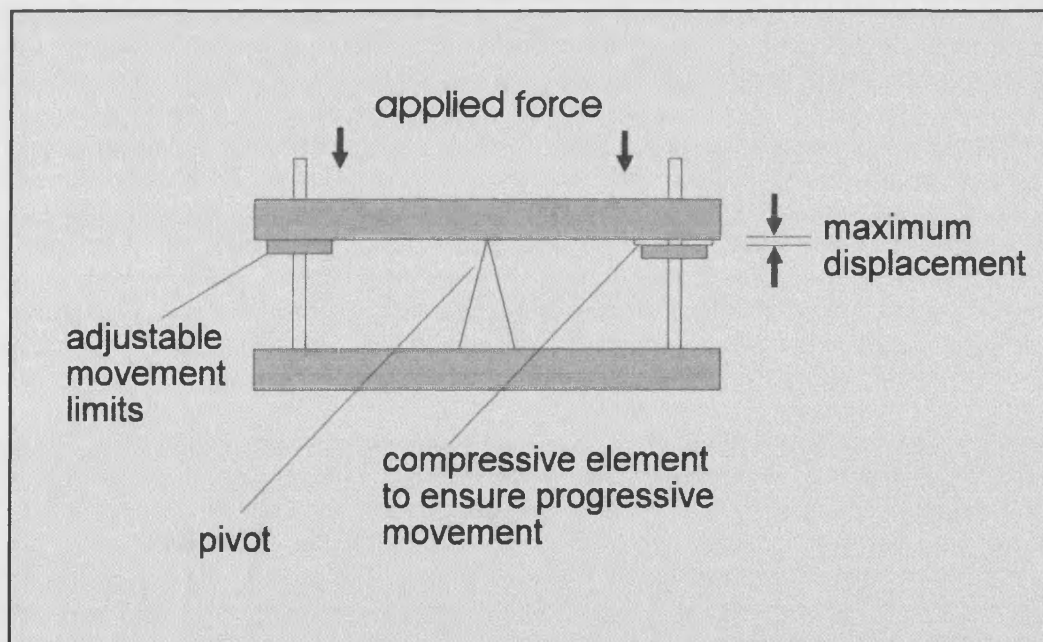 applied force
maximum
displacement
adjustable
movement
limits
compressive element
to ensure progressive
movement
pivot